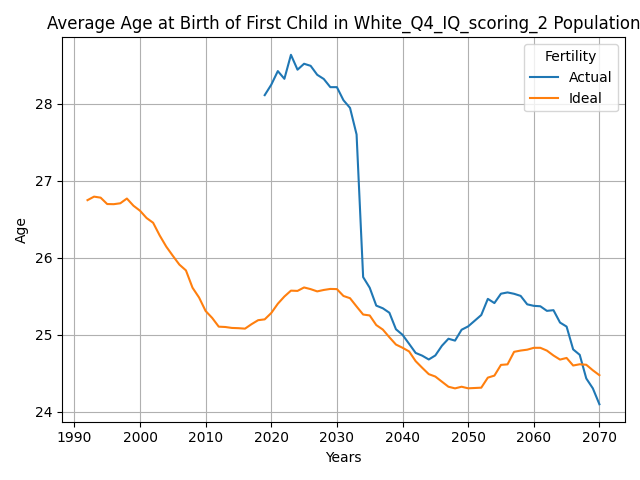 Average Age at Birth of First Child in White_Q4_IQ_scoring_2 Population
Fertility
Actual
Ideal
28
27
26
25
24
Age
1990 2000 2010 2020 2030 2040 2050 2060 2070
Years